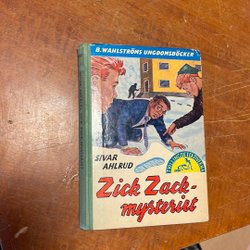 B. WAHLSTRÖMS UNGDOMSBÖCKER
SIVAR
AHLRUD
Zick Zack-
mysteriet